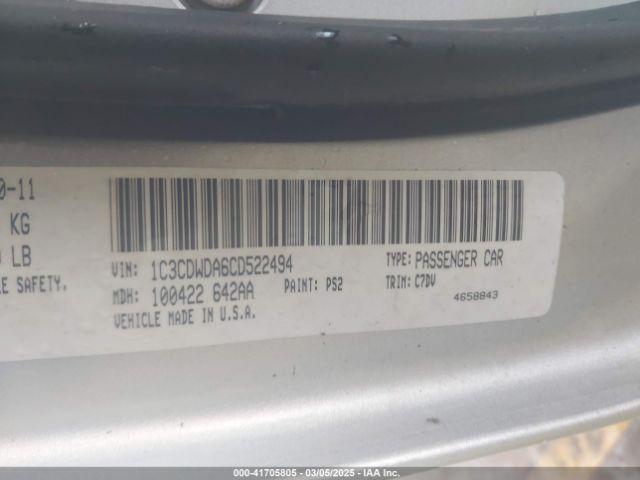 0-11
KG
LB
E SAFETY.
VIN: 1C3CDWDA6CD522494
TYPE: PASSENGER CAR
MDH: 100422 642AA
PAINT: PS2
TRIM: C7DV
VEHICLE MADE IN U.S.A.
4658843
000-41705805 - 03/05/2025 - IAA Inc.